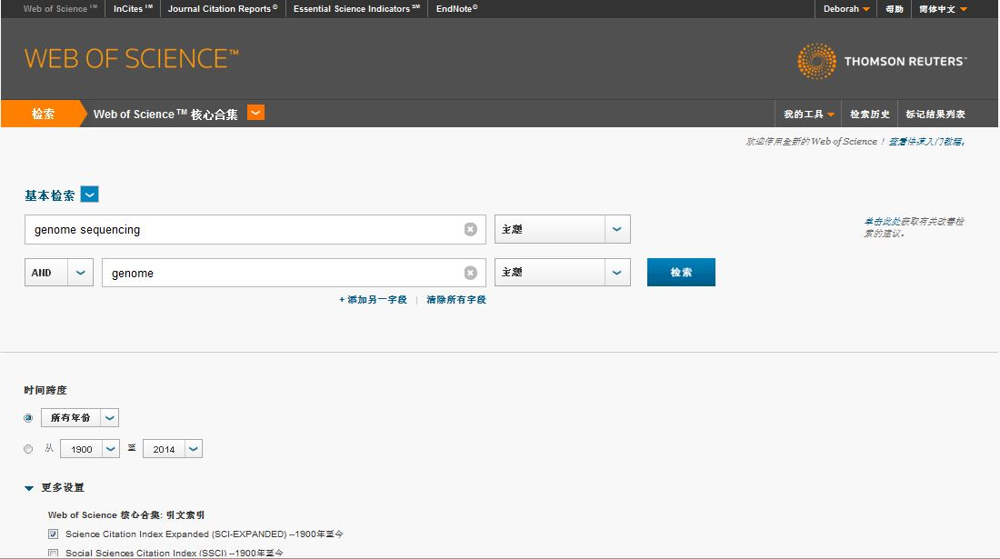 Web of Science™ InCites™ Journal Citation Reports® Essential Science Indicators℠ EndNote® Deborah 帮助 简体中文
WEB OF SCIENCE™
THOMSON REUTERS™
检索 Web of Science™ 核心合集 我的工具 检索历史 标记结果列表
欢迎使用全新的 Web of Science！查看快速入门教程。
基本检索
genome sequencing 主题
单击此处获取有关改善检
索的建议。
AND genome 主题 检索
+ 添加另一字段 | 清除所有字段
时间跨度
所有年份
从 1900 至 2014
更多设置
Web of Science 核心合集: 引文索引
Science Citation Index Expanded (SCI-EXPANDED) --1900年至今
Social Sciences Citation Index (SSCI) --1900年至今